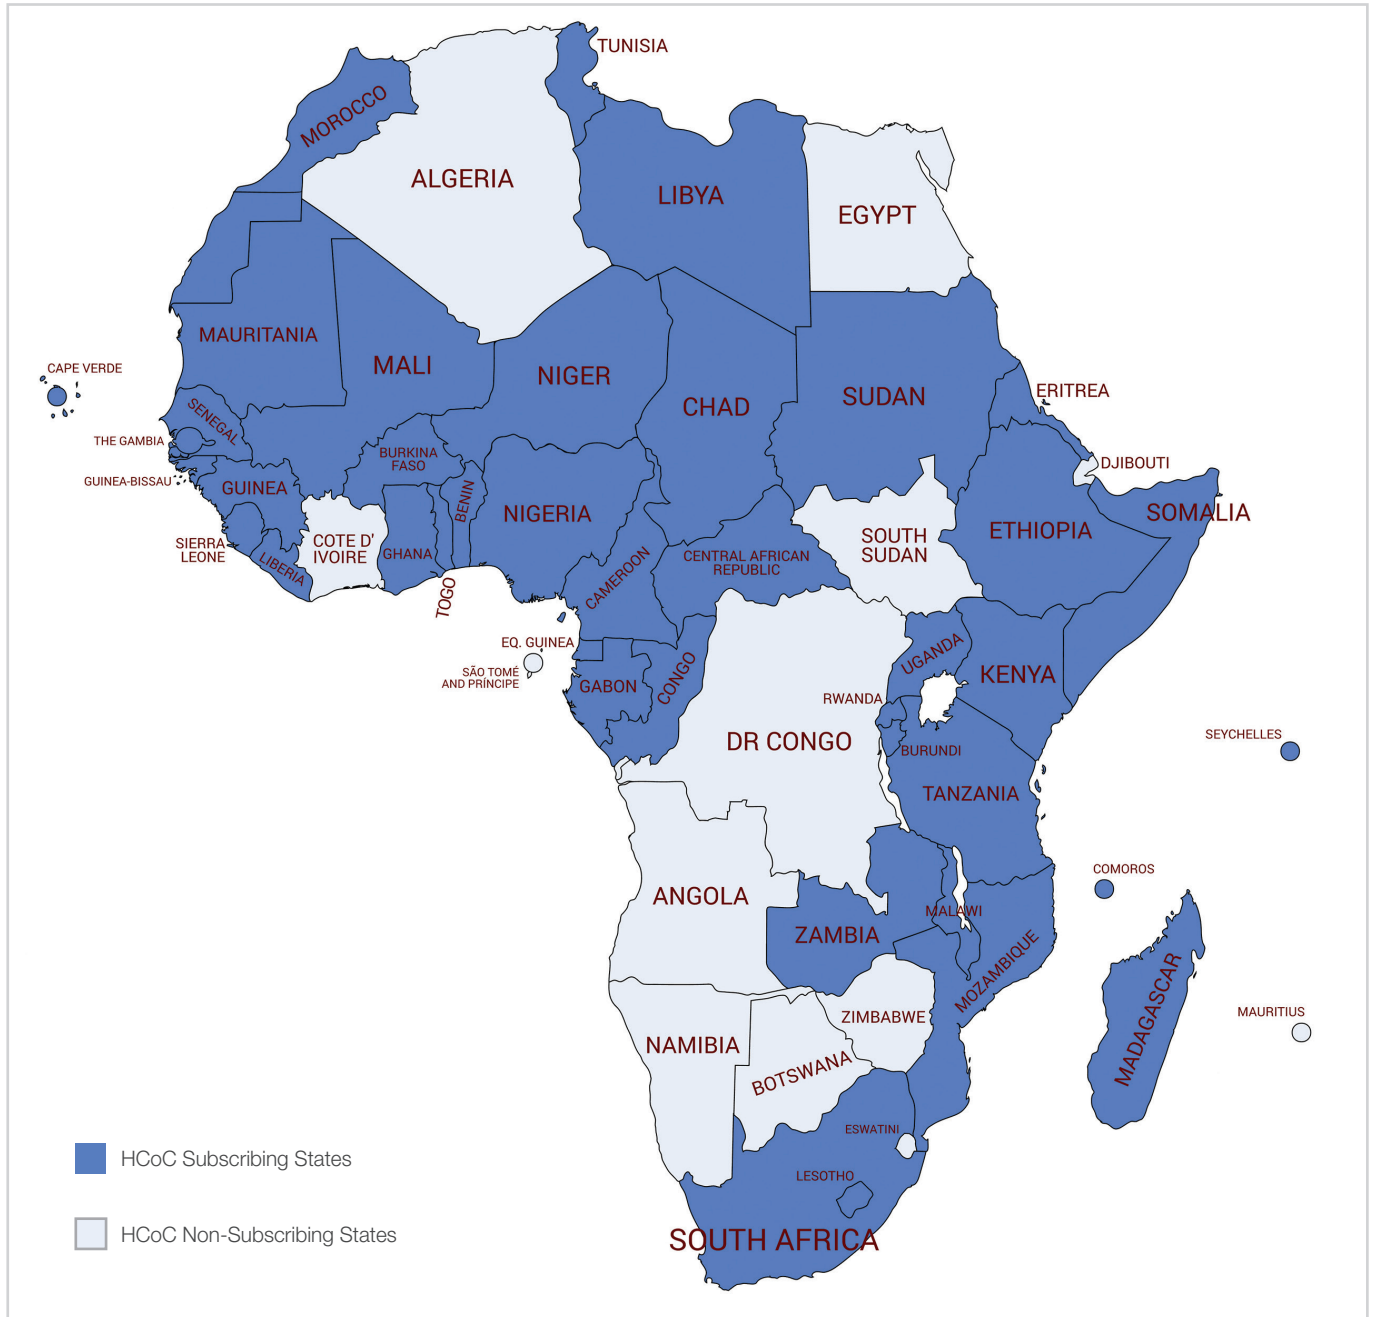 TUNISIA
MOROCCO
ALGERIA
LIBYA
EGYPT
MAURITANIA
MALI
NIGER
CHAD
SUDAN
ERITREA
CAPE VERDE
SENEGAL
THE GAMBIA
GUINEA-BISSAU
GUINEA
BURKINA
FASO
BENIN
NIGERIA
DJIBOUTI
SOMALIA
ETHIOPIA
SOUTH
SUDAN
SIERRA
LEONE
LIBERIA
COTE D'
IVOIRE
GHANA
TOGO
CAMEROON
CENTRAL AFRICAN
REPUBLIC
EQ. GUINEA
SÃO TOMÉ
AND PRÍNCIPE
GABON
CONGO
UGANDA
KENYA
RWANDA
DR CONGO
BURUNDI
TANZANIA
SEYCHELLES
COMOROS
ANGOLA
ZAMBIA
MALAWI
MOZAMBIQUE
MADAGASCAR
MAURITIUS
ZIMBABWE
NAMIBIA
BOTSWANA
ESWATINI
LESOTHO
SOUTH AFRICA
HCoC Subscribing States
HCoC Non-Subscribing States